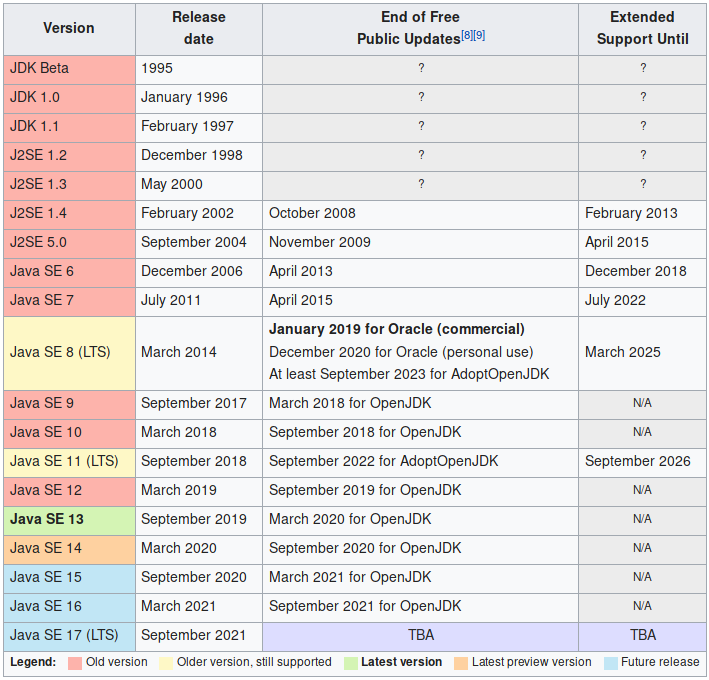 Version Release date End of Free Public Updates[8][9] Extended Support Until
JDK Beta 1995 ? ?
JDK 1.0 January 1996 ? ?
JDK 1.1 February 1997 ? ?
J2SE 1.2 December 1998 ? ?
J2SE 1.3 May 2000 ? ?
J2SE 1.4 February 2002 October 2008 February 2013
J2SE 5.0 September 2004 November 2009 April 2015
Java SE 6 December 2006 April 2013 December 2018
Java SE 7 July 2011 April 2015 July 2022
January 2019 for Oracle (commercial)
Java SE 8 (LTS) March 2014 December 2020 for Oracle (personal use) March 2025
At least September 2023 for AdoptOpenJDK
Java SE 9 September 2017 March 2018 for OpenJDK N/A
Java SE 10 March 2018 September 2018 for OpenJDK N/A
Java SE 11 (LTS) September 2018 September 2022 for AdoptOpenJDK September 2026
Java SE 12 March 2019 September 2019 for OpenJDK N/A
Java SE 13 September 2019 March 2020 for OpenJDK N/A
Java SE 14 March 2020 September 2020 for OpenJDK N/A
Java SE 15 September 2020 March 2021 for OpenJDK N/A
Java SE 16 March 2021 September 2021 for OpenJDK N/A
Java SE 17 (LTS) September 2021 TBA TBA
Legend: Old version Older version, still supported Latest version Latest preview version Future release